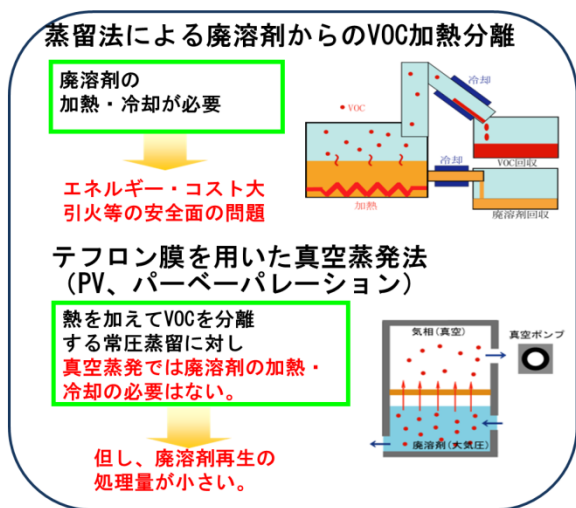 蒸留法による廃溶剤からのVOC加熱分離
廃溶剤の
加熱・冷却が必要
エネルギー・コスト大
引火等の安全面の問題
VOC
冷却
VOC回収
冷却
加熱
廃溶剤回収
テフロン膜を用いた真空蒸発法
（PV、パーベーパレーション）
熱を加えてVOCを分離
する常圧蒸留に対し
真空蒸発では廃溶剤の加熱・
冷却の必要はない。
但し、廃溶剤再生の
処理量が小さい。
気相(真空)
真空ポンプ
廃溶剤(大気圧)